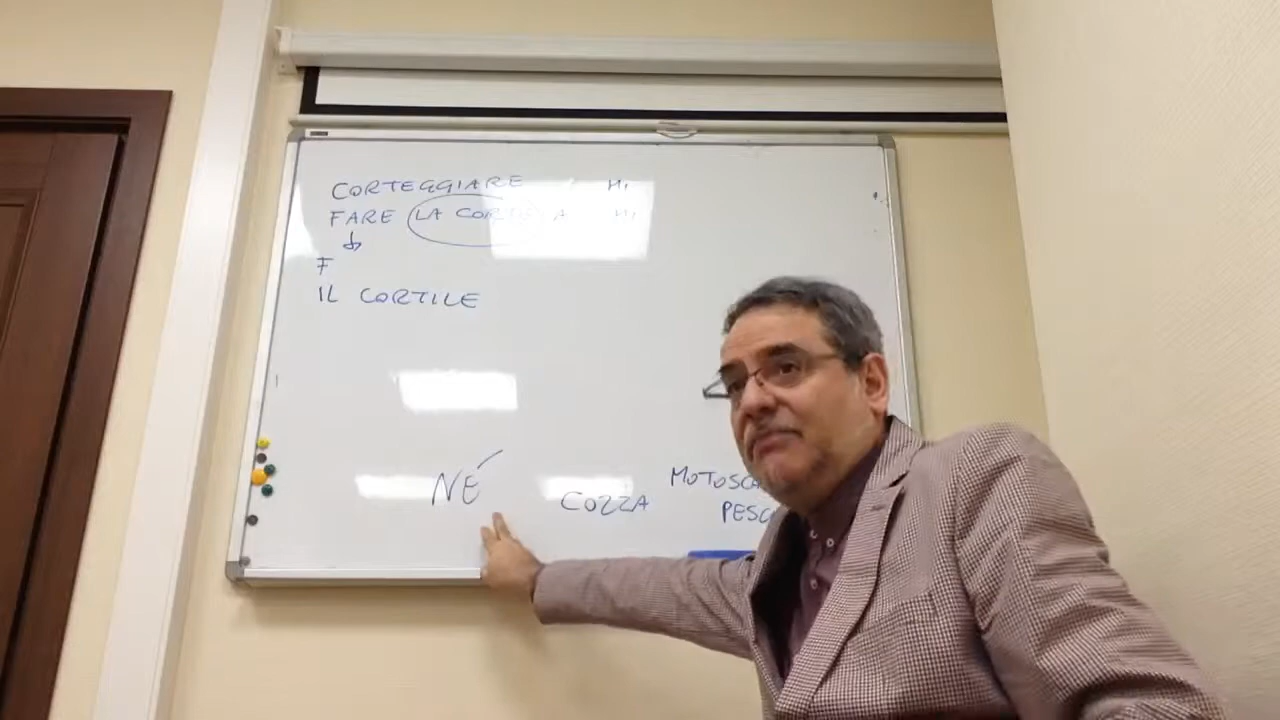 CORTEGGIARE
FARE LA CORTE A
F
IL CORTILE
NÉ
COZZA